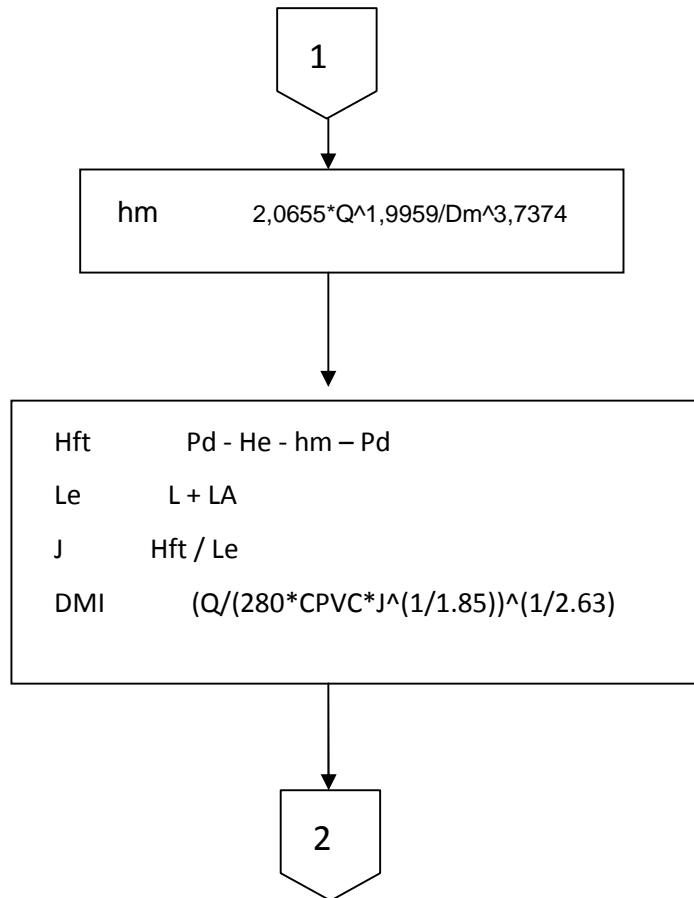 1
hm 2,0655*Q^1,9959/Dm^3,7374
Hft Pd - He - hm – Pd
Le L + LA
J Hft / Le
DMI (Q/(280*CPVC*J^(1/1.85))^(1/2.63)
2